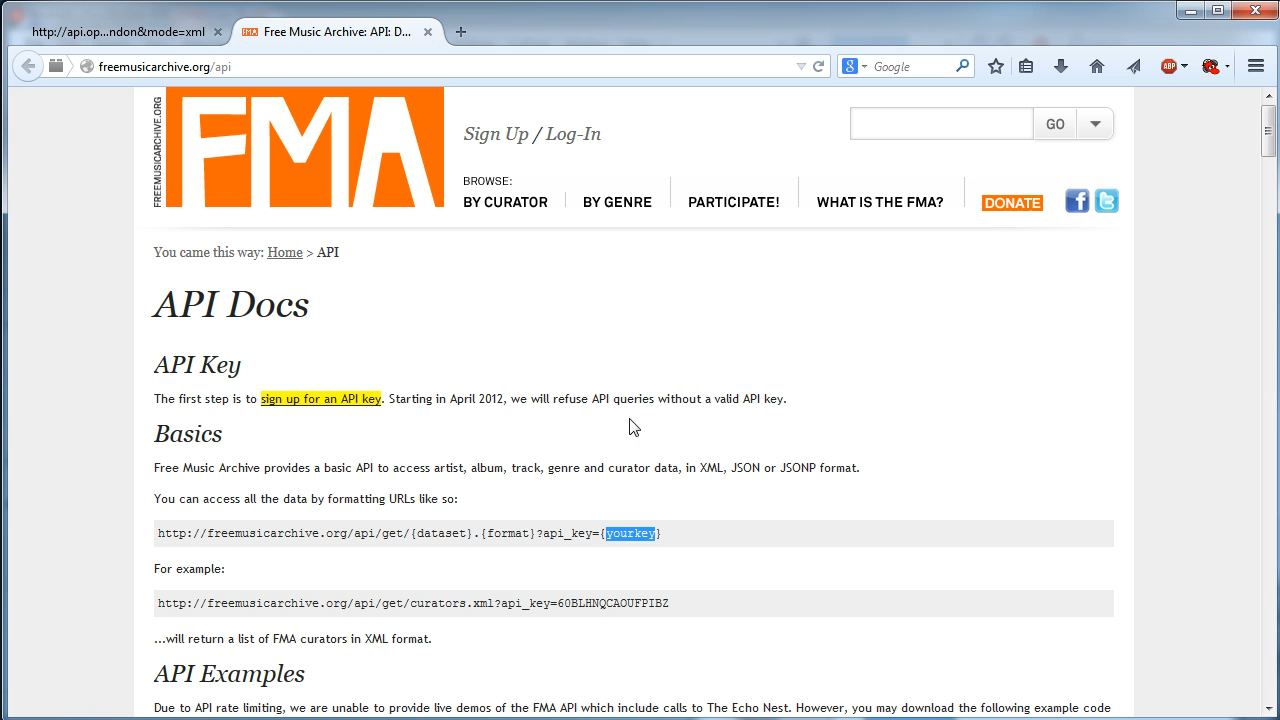 http://api.op...ndon&mode=xml
Free Music Archive: API: D...
freemusicarchive.org/api
Google
ABP
FREEMUSICARCHIVE.ORG
FMA
Sign Up / Log-In
GO
BROWSE:
BY CURATOR BY GENRE PARTICIPATE! WHAT IS THE FMA? DONATE
You came this way: Home > API
API Docs
API Key
The first step is to sign up for an API key. Starting in April 2012, we will refuse API queries without a valid API key.
Basics
Free Music Archive provides a basic API to access artist, album, track, genre and curator data, in XML, JSON or JSONP format.
You can access all the data by formatting URLs like so:
http://freemusicarchive.org/api/get/{dataset}.{format}?api_key={yourkey}
For example:
http://freemusicarchive.org/api/get/curators.xml?api_key=60BLHNQCAOUFPIBZ
...will return a list of FMA curators in XML format.
API Examples
Due to API rate limiting, we are unable to provide live demos of the FMA API which include calls to The Echo Nest. However, you may download the following example code